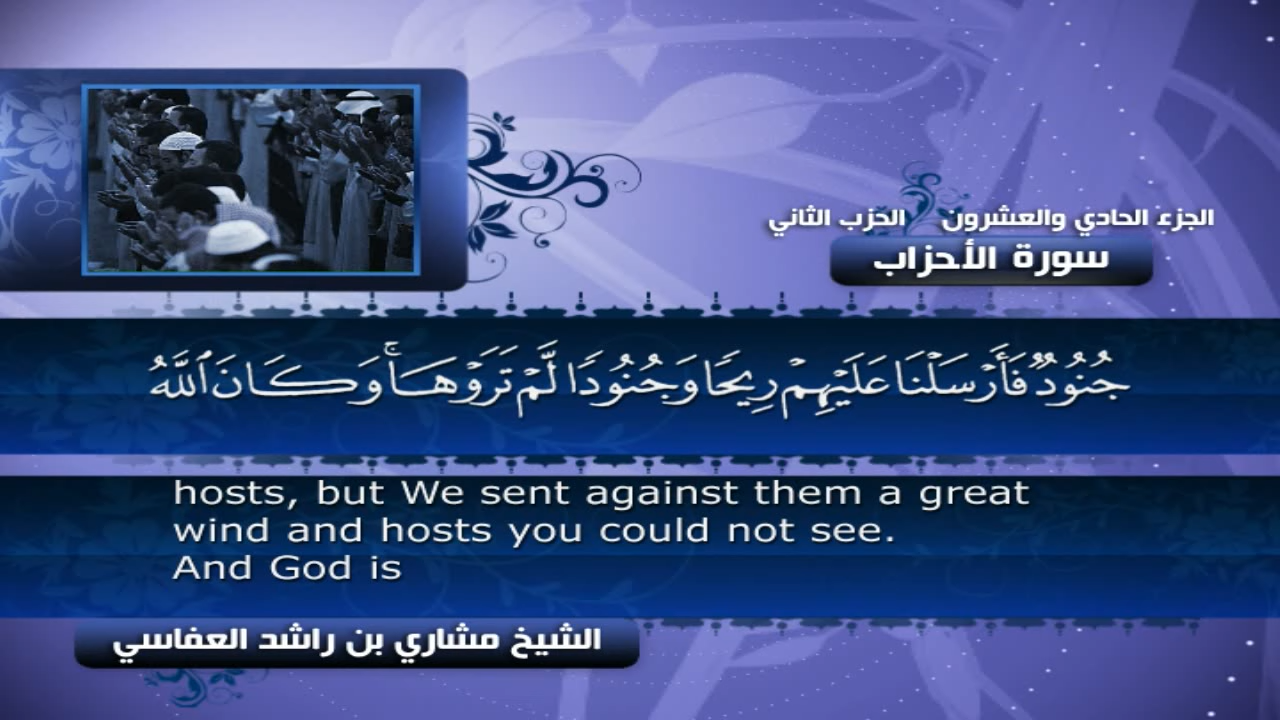 الجزء الحادي والعشرون الحزب الثاني
سورة الأحزاب
جُنُودٌ فَأَرْسَلْنَا عَلَيْهِمْ رِيحًا وَجُنُودًا لَّمْ تَرَوْهَا ۚ وَكَانَ ٱللَّهُ
hosts, but We sent against them a great
wind and hosts you could not see.
And God is
الشيخ مشاري بن راشد العفاسي